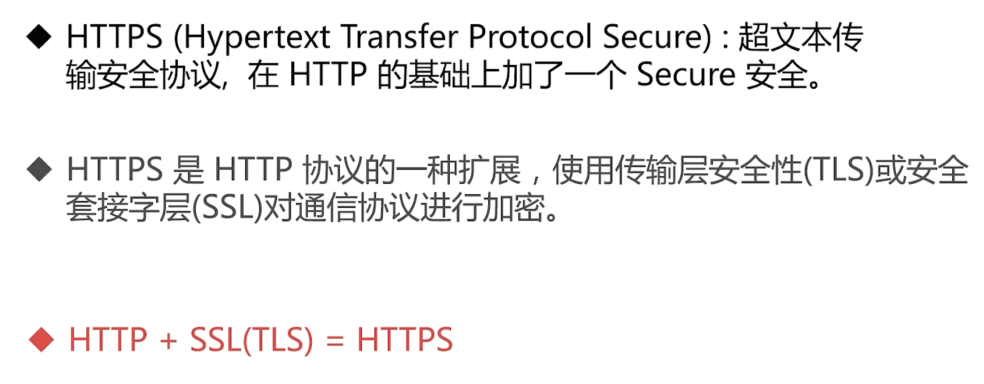 ◆ HTTPS (Hypertext Transfer Protocol Secure) : 超文本传
输安全协议, 在 HTTP 的基础上加了一个 Secure 安全。
◆ HTTPS 是 HTTP 协议的一种扩展，使用传输层安全性(TLS)或安全
套接字层(SSL)对通信协议进行加密。
◆ HTTP + SSL(TLS) = HTTPS